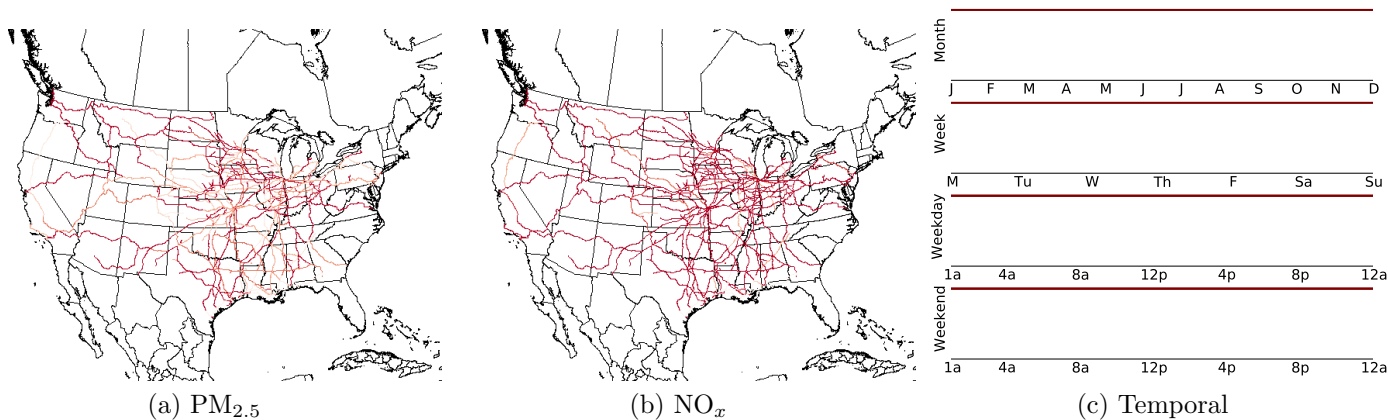 Month
J F M A M J J A S O N D
Week
M Tu W Th F Sa Su
Weekday
1a 4a 8a 12p 4p 8p 12a
Weekend
1a 4a 8a 12p 4p 8p 12a
(a) PM2.5
(b) NOx
(c) Temporal